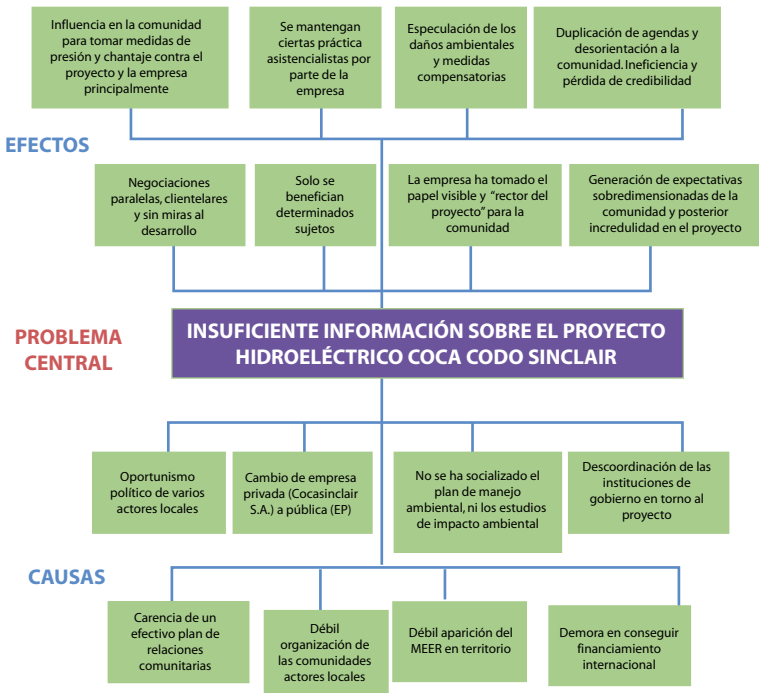 Influencia en la comunidad
para tomar medidas de
presión y chantaje contra el
proyecto y la empresa
principalmente
Se mantengan
ciertas práctica
asistencialistas por
parte de la
empresa
Especulación de los
daños ambientales
y medidas
compensatorias
Duplicación de agendas y
desorientación a la
comunidad. Ineficiencia y
pérdida de credibilidad
EFECTOS
Negociaciones
paralelas, clientelares
y sin miras al
desarrollo
Solo se
benefician
determinados
sujetos
La empresa ha tomado el
papel visible y “rector del
proyecto” para la
comunidad
Generación de expectativas
sobredimensionadas de la
comunidad y posterior
incredulidad en el proyecto
PROBLEMA
CENTRAL
INSUFICIENTE INFORMACIÓN SOBRE EL PROYECTO
HIDROELÉCTRICO COCA CODO SINCLAIR
Oportunismo
político de varios
actores locales
Cambio de empresa
privada (Cocasinclair
S.A.) a pública (EP)
No se ha socializado el
plan de manejo
ambiental, ni los estudios
de impacto ambiental
Descoordinación de las
instituciones de
gobierno en torno al
proyecto
CAUSAS
Carencia de un
efectivo plan de
relaciones
comunitarias
Débil
organización de
las comunidades
actores locales
Débil aparición del
MEER en territorio
Demora en conseguir
financiamiento
internacional